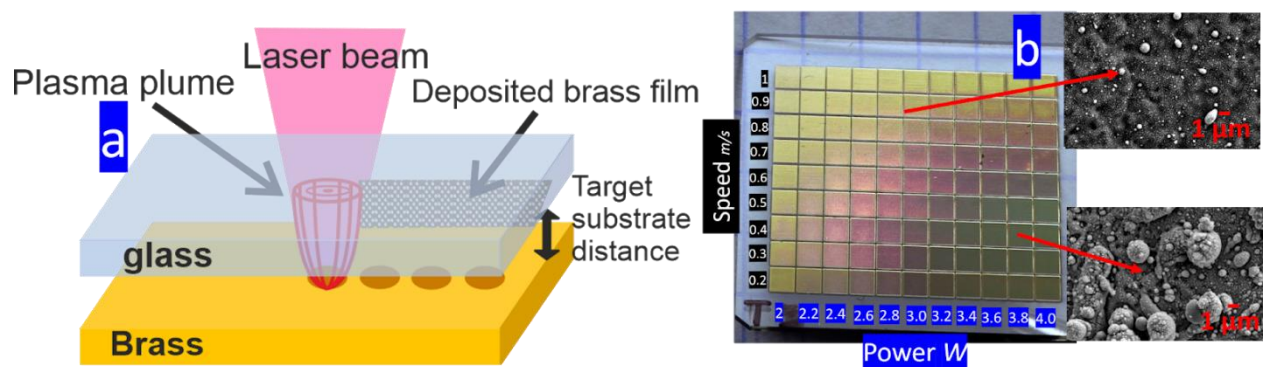 Laser beam
Plasma plume
Deposited brass film
a
Target
substrate
distance
glass
Brass
b
Speed m/s
1
0.9
0.8
0.7
0.6
0.5
0.4
0.3
0.2
2 2.2 2.4 2.6 2.8 3.0 3.2 3.4 3.6 3.8 4.0
Power W
1 µm
1 µm